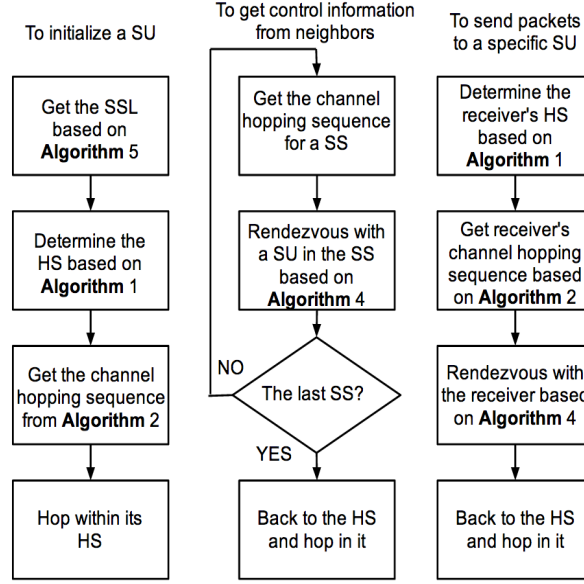 To initialize a SU
Get the SSL
based on
Algorithm 5
Determine the
HS based on
Algorithm 1
Get the channel
hopping sequence
from Algorithm 2
Hop within its
HS
To get control information
from neighbors
Get the channel
hopping sequence
for a SS
Rendezvous with
a SU in the SS
based on
Algorithm 4
The last SS?
NO
YES
Back to the HS
and hop in it
To send packets
to a specific SU
Determine the
receiver's HS
based on
Algorithm 1
Get receiver's
channel hopping
sequence based
on Algorithm 2
Rendezvous with
the receiver based
on Algorithm 4
Back to the HS
and hop in it